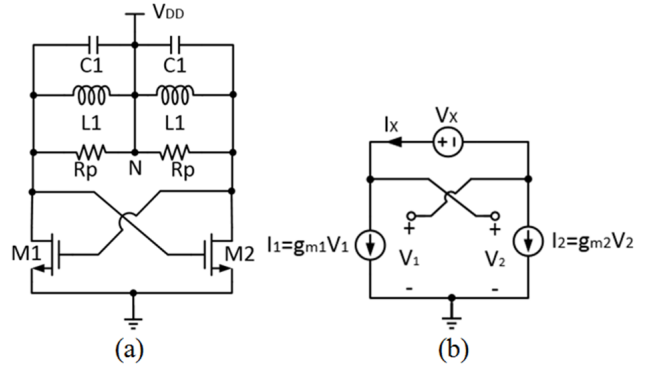 VDD
C1 C1
L1 L1
Rp N Rp
M1 M2
(a)
Ix Vx
+ -
I1=gm1V1
+ +
V1 V2
- -
I2=gm2V2
(b)